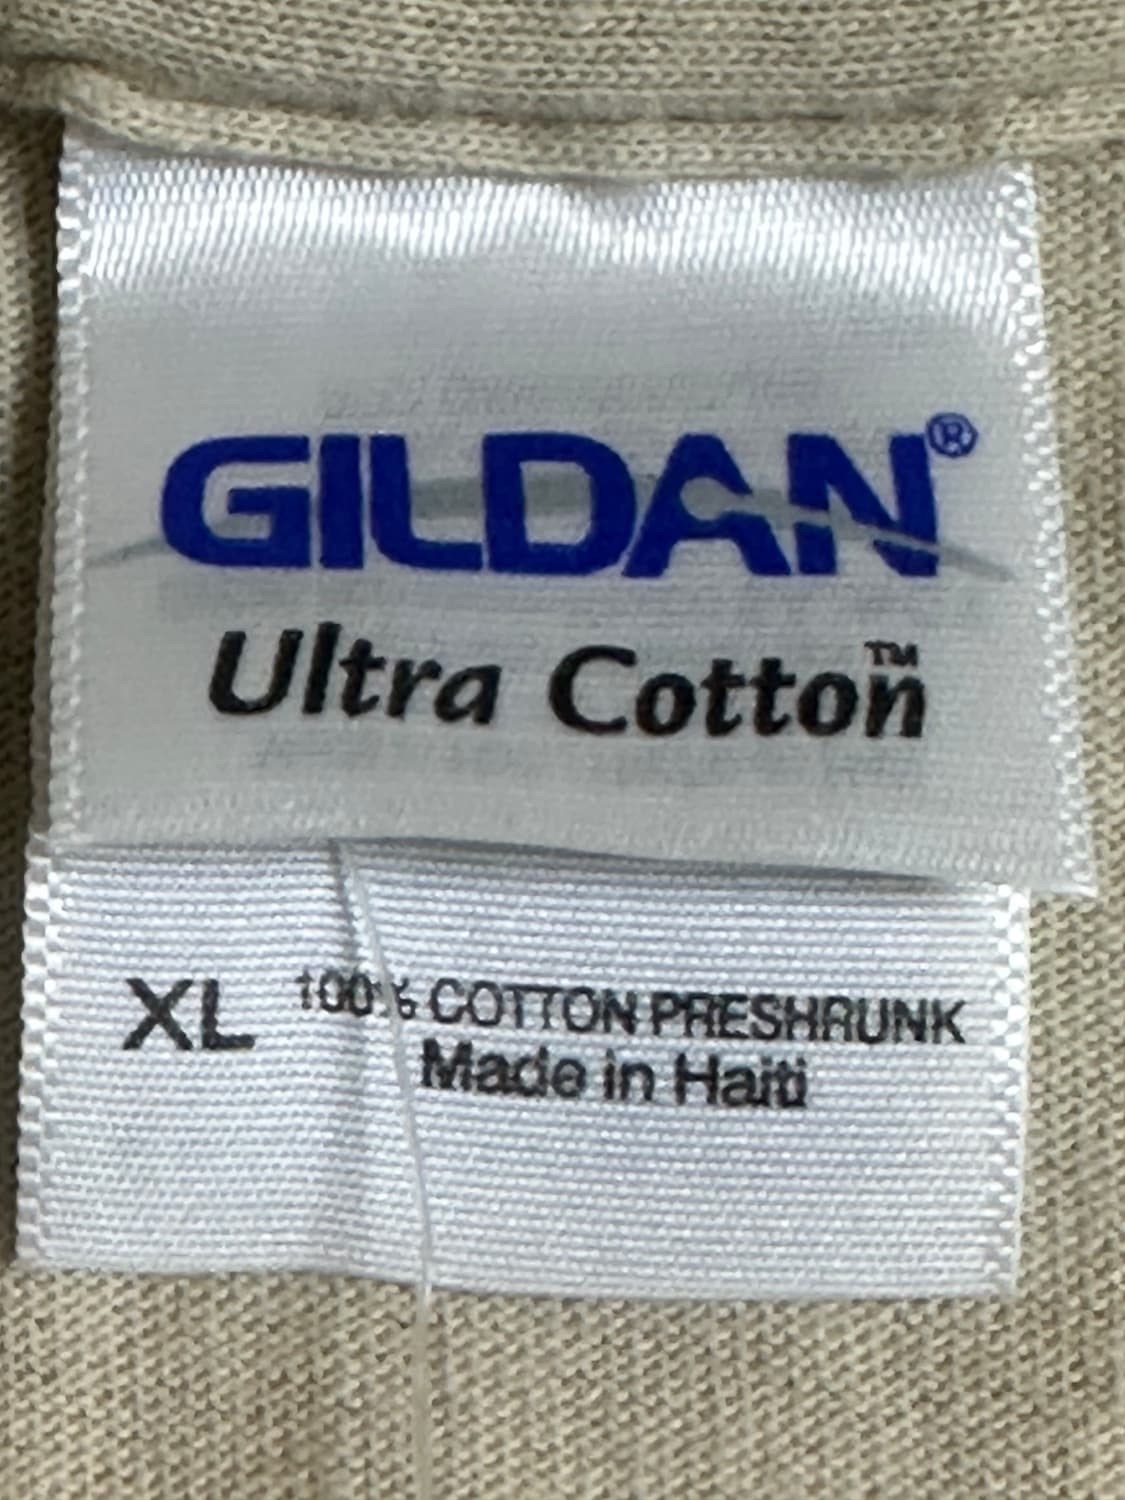 GILDAN®
Ultra Cotton™
XL 100% COTTON PRESHRUNK
Made in Haiti